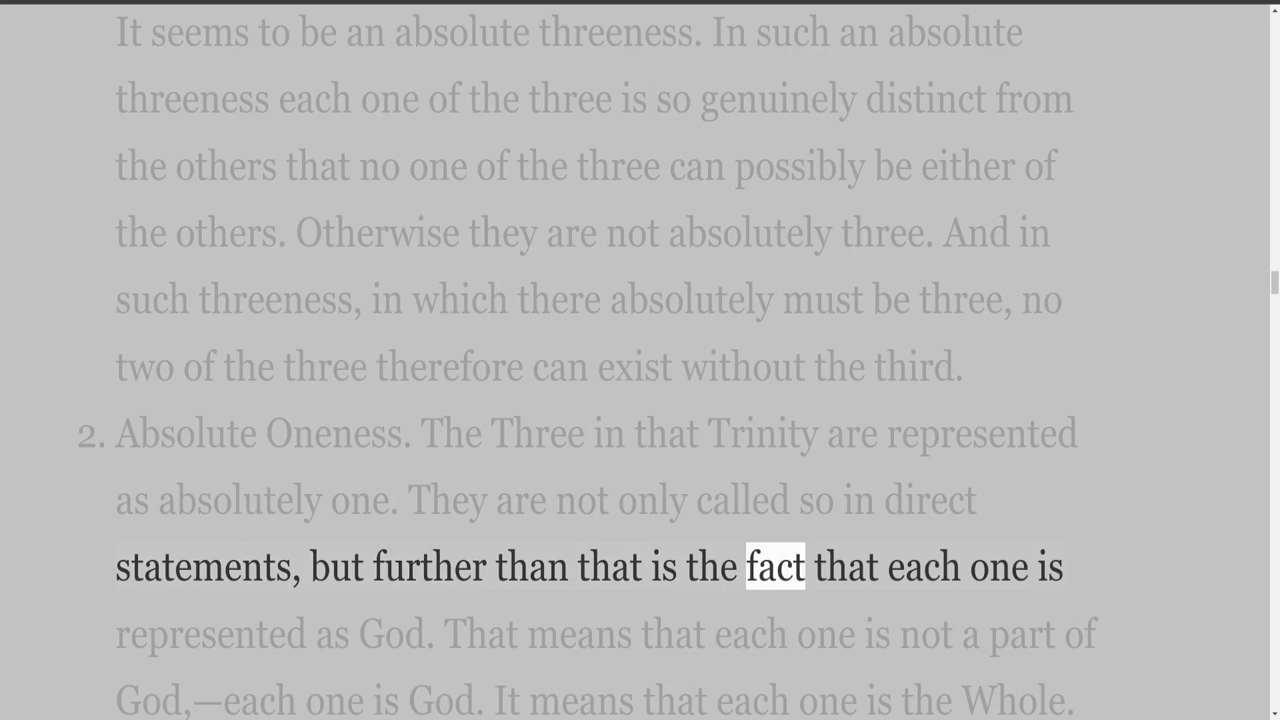 It seems to be an absolute threeness. In such an absolute
threeness each one of the three is so genuinely distinct from
the others that no one of the three can possibly be either of
the others. Otherwise they are not absolutely three. And in
such threeness, in which there absolutely must be three, no
two of the three therefore can exist without the third.
2. Absolute Oneness. The Three in that Trinity are represented
as absolutely one. They are not only called so in direct
statements, but further than that is the fact that each one is
represented as God. That means that each one is not a part of
God,—each one is God. It means that each one is the Whole.